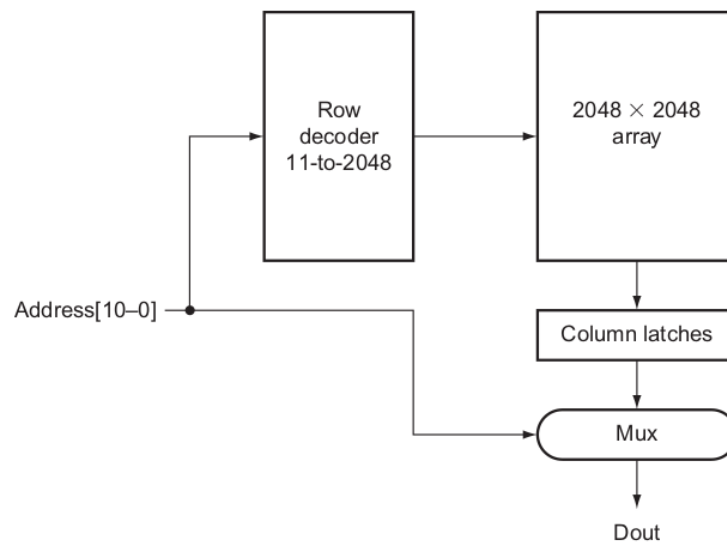 Row
decoder
11-to-2048
2048 × 2048
array
Address[10–0]
Column latches
Mux
Dout